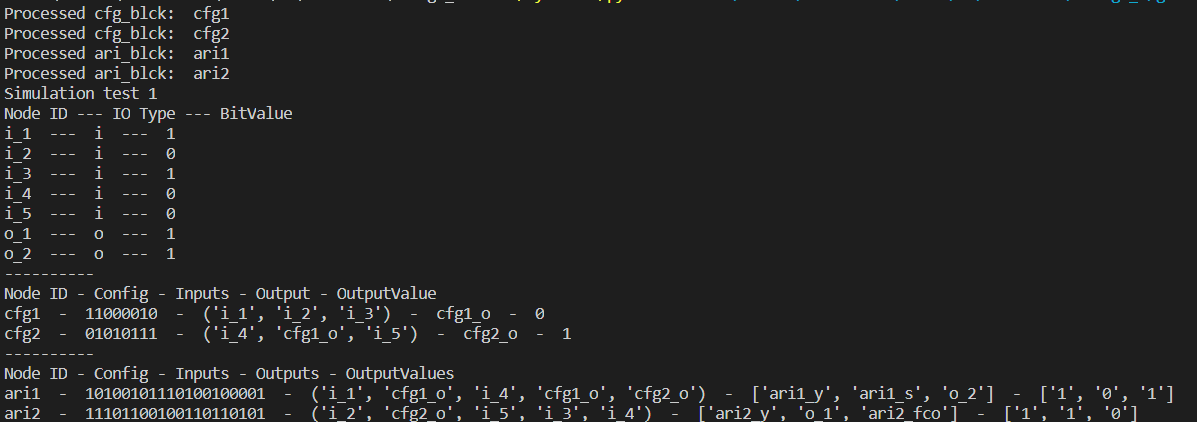 Processed cfg_blck:  cfg1
Processed cfg_blck:  cfg2
Processed ari_blck:  ari1
Processed ari_blck:  ari2
Simulation test 1
Node ID --- IO Type --- BitValue
i_1  ---  i  ---  1
i_2  ---  i  ---  0
i_3  ---  i  ---  1
i_4  ---  i  ---  0
i_5  ---  i  ---  0
o_1  ---  o  ---  1
o_2  ---  o  ---  1
----------
Node ID - Config - Inputs - Output - OutputValue
cfg1  -  11000010  -  ('i_1', 'i_2', 'i_3')  -  cfg1_o  -  0
cfg2  -  01010111  -  ('i_4', 'cfg1_o', 'i_5')  -  cfg2_o  -  1
----------
Node ID - Config - Inputs - Outputs - OutputValues
ari1  -  10100101110100100001  -  ('i_1', 'cfg1_o', 'i_4', 'cfg1_o', 'cfg2_o')  -  ['ari1_y', 'ari1_s', 'o_2']  -  ['1', '0', '1']
ari2  -  11101100100110110101  -  ('i_2', 'cfg2_o', 'i_5', 'i_3', 'i_4')  -  ['ari2_y', 'o_1', 'ari2_fco']  -  ['1', '1', '0']